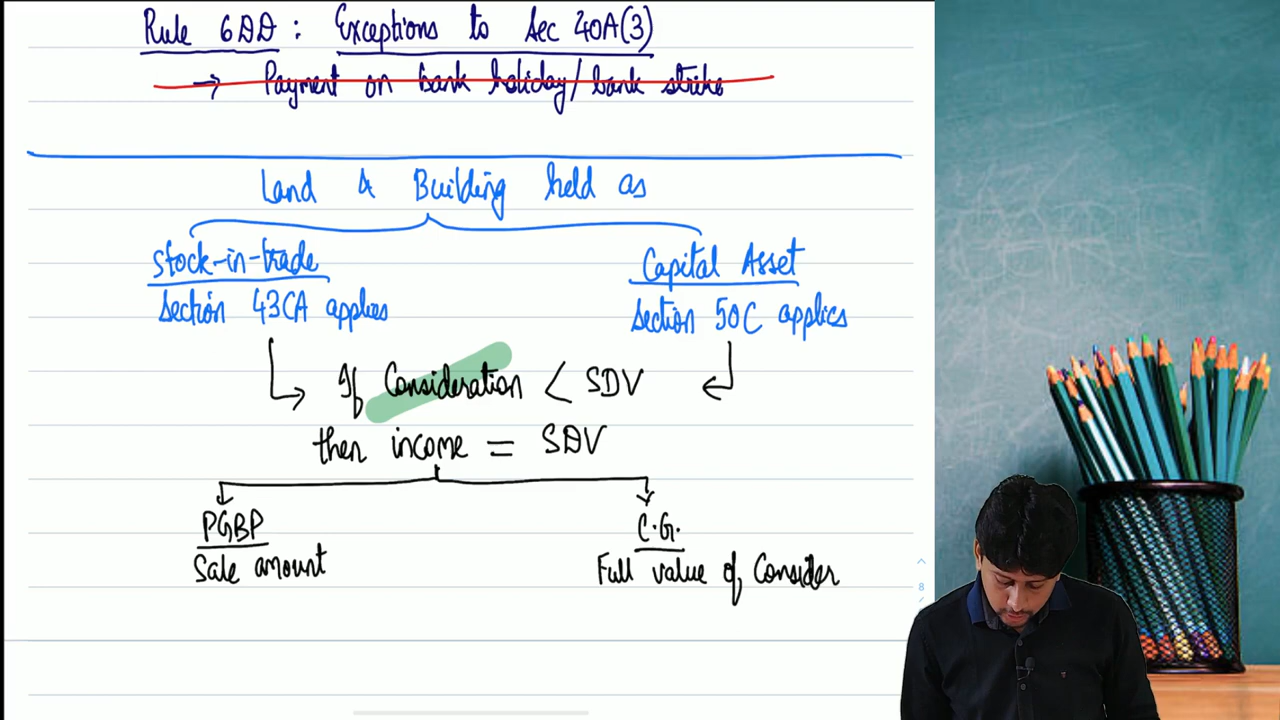 Rule 6DD : Exceptions to Sec 40A(3)
→ Payment on bank holiday/ bank strike
Land & Building held as
Stock-in-trade
Section 43CA applies
Capital Asset
Section 50C applies
If Consideration < SDV
then income = SDV
PGBP
Sale amount
C.G.
Full value of Consider
8